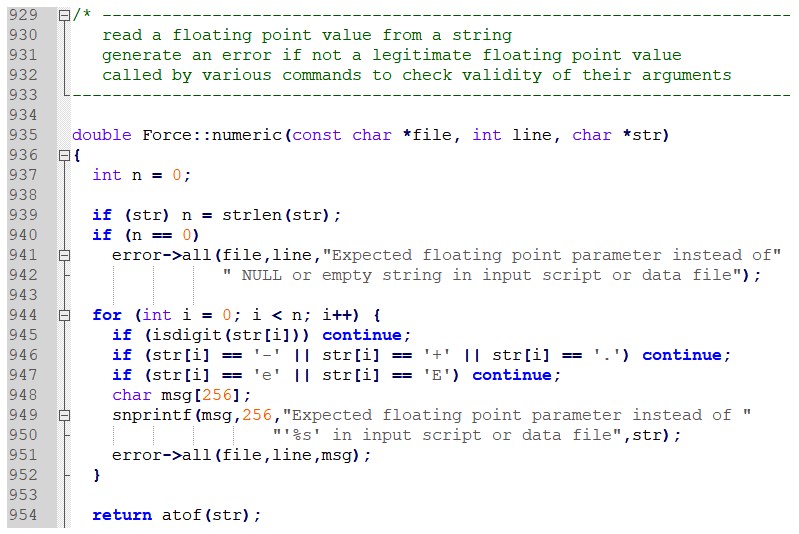 929 /* -------------------------------------------------------------------------
930    read a floating point value from a string
931    generate an error if not a legitimate floating point value
932    called by various commands to check validity of their arguments
933 ----------------------------------------------------------------------------
934
935 double Force::numeric(const char *file, int line, char *str)
936 {
937   int n = 0;
938
939   if (str) n = strlen(str);
940   if (n == 0)
941     error->all(file,line,"Expected floating point parameter instead of"
942                " NULL or empty string in input script or data file");
943
944   for (int i = 0; i < n; i++) {
945     if (isdigit(str[i])) continue;
946     if (str[i] == '-' || str[i] == '+' || str[i] == '.') continue;
947     if (str[i] == 'e' || str[i] == 'E') continue;
948     char msg[256];
949     snprintf(msg,256,"Expected floating point parameter instead of "
950                     "'%s' in input script or data file",str);
951     error->all(file,line,msg);
952   }
953
954   return atof(str);